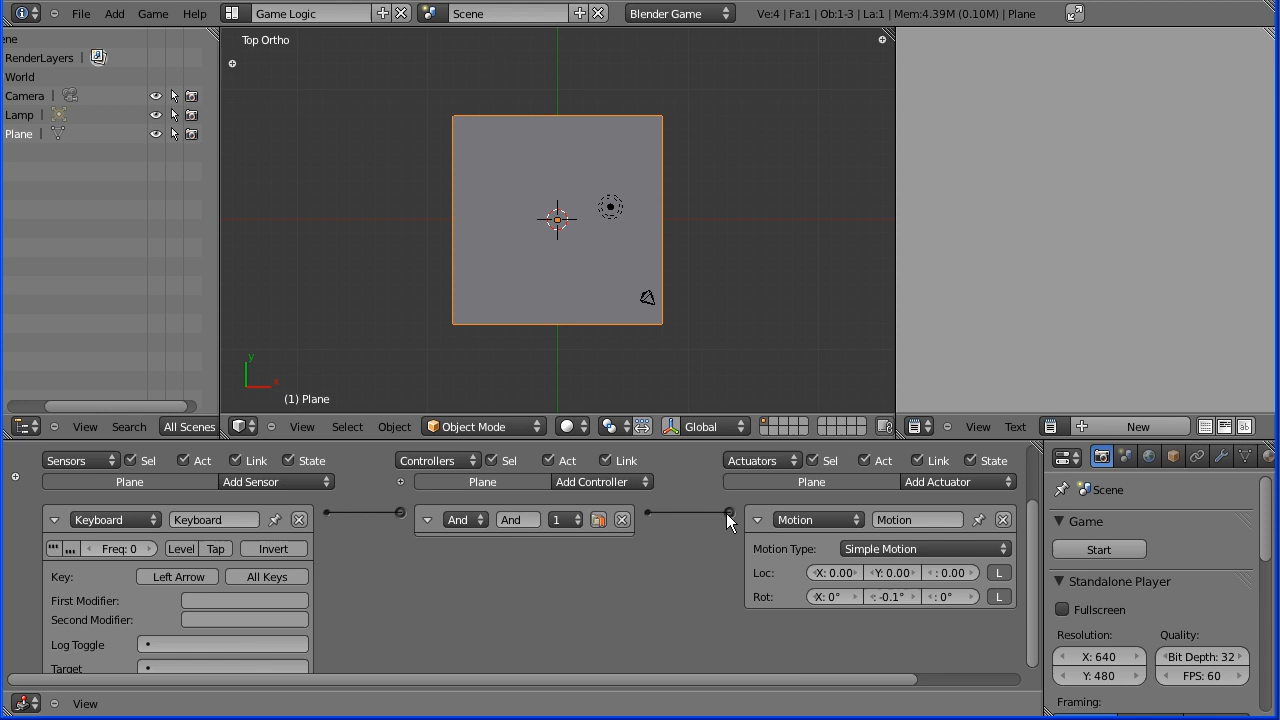 File Add Game Help Game Logic Scene Blender Game Ve:4 | Fa:1 | Ob:1-3 | La:1 | Mem:4.39M (0.10M) | Plane
ene
RenderLayers |
World
Camera |
Lamp |
Plane |
Top Ortho
y
x
(1) Plane
View Search All Scenes
View Select Object Object Mode Global
View Text New
Sensors Sel Act Link State
Plane Add Sensor
Keyboard Keyboard
Freq: 0 Level Tap Invert
Key: Left Arrow All Keys
First Modifier:
Second Modifier:
Log Toggle
Target
Controllers Sel Act Link
Plane Add Controller
And And 1
Actuators Sel Act Link State
Plane Add Actuator
Motion Motion
Motion Type: Simple Motion
Loc: X: 0.00 Y: 0.00 : 0.00 L
Rot: X: 0° : -0.1° : 0° L
Scene
Game
Start
Standalone Player
Fullscreen
Resolution: Quality:
X: 640 Bit Depth: 32
Y: 480 FPS: 60
Framing:
View